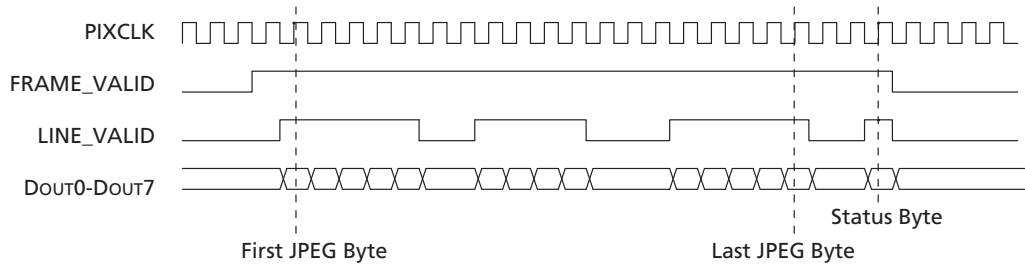 PIXCLK
FRAME_VALID
LINE_VALID
DOUT0-DOUT7
Status Byte
First JPEG Byte
Last JPEG Byte